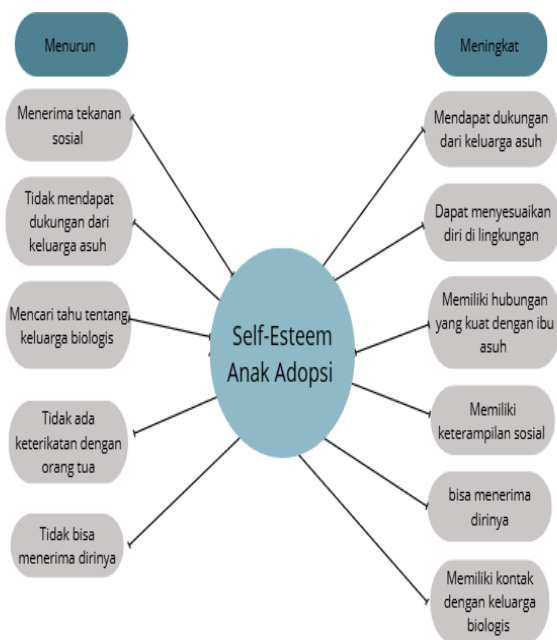 Menurun
Menerima tekanan
sosial
Tidak mendapat
dukungan dari
keluarga asuh
Mencari tahu tentang
keluarga biologis
Tidak ada
keterikatan dengan
orang tua
Tidak bisa
menerima dirinya
Self-Esteem
Anak Adopsi
Meningkat
Mendapat dukungan
dari keluarga asuh
Dapat menyesuaikan
diri di lingkungan
Memiliki hubungan
yang kuat dengan ibu
asuh
Memiliki
keterampilan sosial
bisa menerima
dirinya
Memiliki kontak
dengan keluarga
biologis